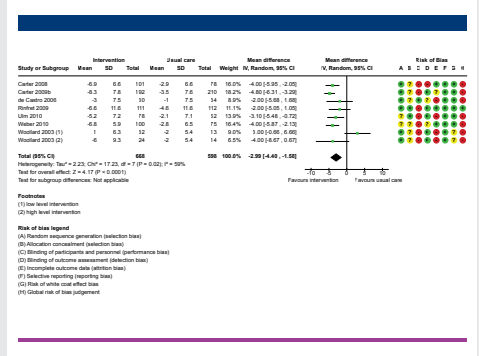 Intervention Usual care Mean difference Mean difference Risk of Bias
Study or Subgroup Mean SD Total Mean SD Total Weight IV, Random, 95% CI IV, Random, 95% CI A B C D E F G H
Carter 2008 -6.9 6.6 101 -2.9 6.6 78 16.0% -4.00 [-5.95 , -2.05]
Carter 2009b -8.3 7.8 192 -3.5 7.6 210 18.2% -4.80 [-6.31 , -3.29]
de Castro 2006 -3 7.5 10 -1 7.5 14 8.9% -2.00 [-5.68 , 1.68]
Rinfret 2009 -6.6 11.6 111 -4.6 11.6 112 -2.00 [-5.05 , 1.05]
Ulm 2010 -5.2 7.2 78 -2.1 7.1 12 13.9% -3.10 [-5.48 , -0.72]
Weber 2010 -6.8 5.9 100 -2.8 6.5 75 16.4% -4.00 [-5.87 , -2.13]
Woollard 2003 (1) 1 6.3 12 -2 5.4 13 9.0% 3.00 [-0.66 , 6.66]
Woollard 2003 (2) -6 9.3 24 -2 5.4 14 -4.00 [-8.67 , 0.67]
Total (95% CI) 668 598 100.0% -2.99 [-4.40 , -1.58]
Heterogeneity: Tau² = 2.23; Chi² = 17.23, df = 7 (P = 0.02); I² = 59%
Test for overall effect: Z = 4.17 (P < 0.0001)
Test for subgroup differences: Not applicable
-10 -5 0 5 10
Favours intervention Favours usual care
Footnotes
(1) low level intervention
(2) high level intervention
Risk of bias legend
(A) Random sequence generation (selection bias)
(B) Allocation concealment (selection bias)
(C) Blinding of participants and personnel (performance bias)
(D) Blinding of outcome assessment (detection bias)
(E) Incomplete outcome data (attrition bias)
(F) Selective reporting (reporting bias)
(G) Risk of white coat effect bias
(H) Global risk of bias judgement